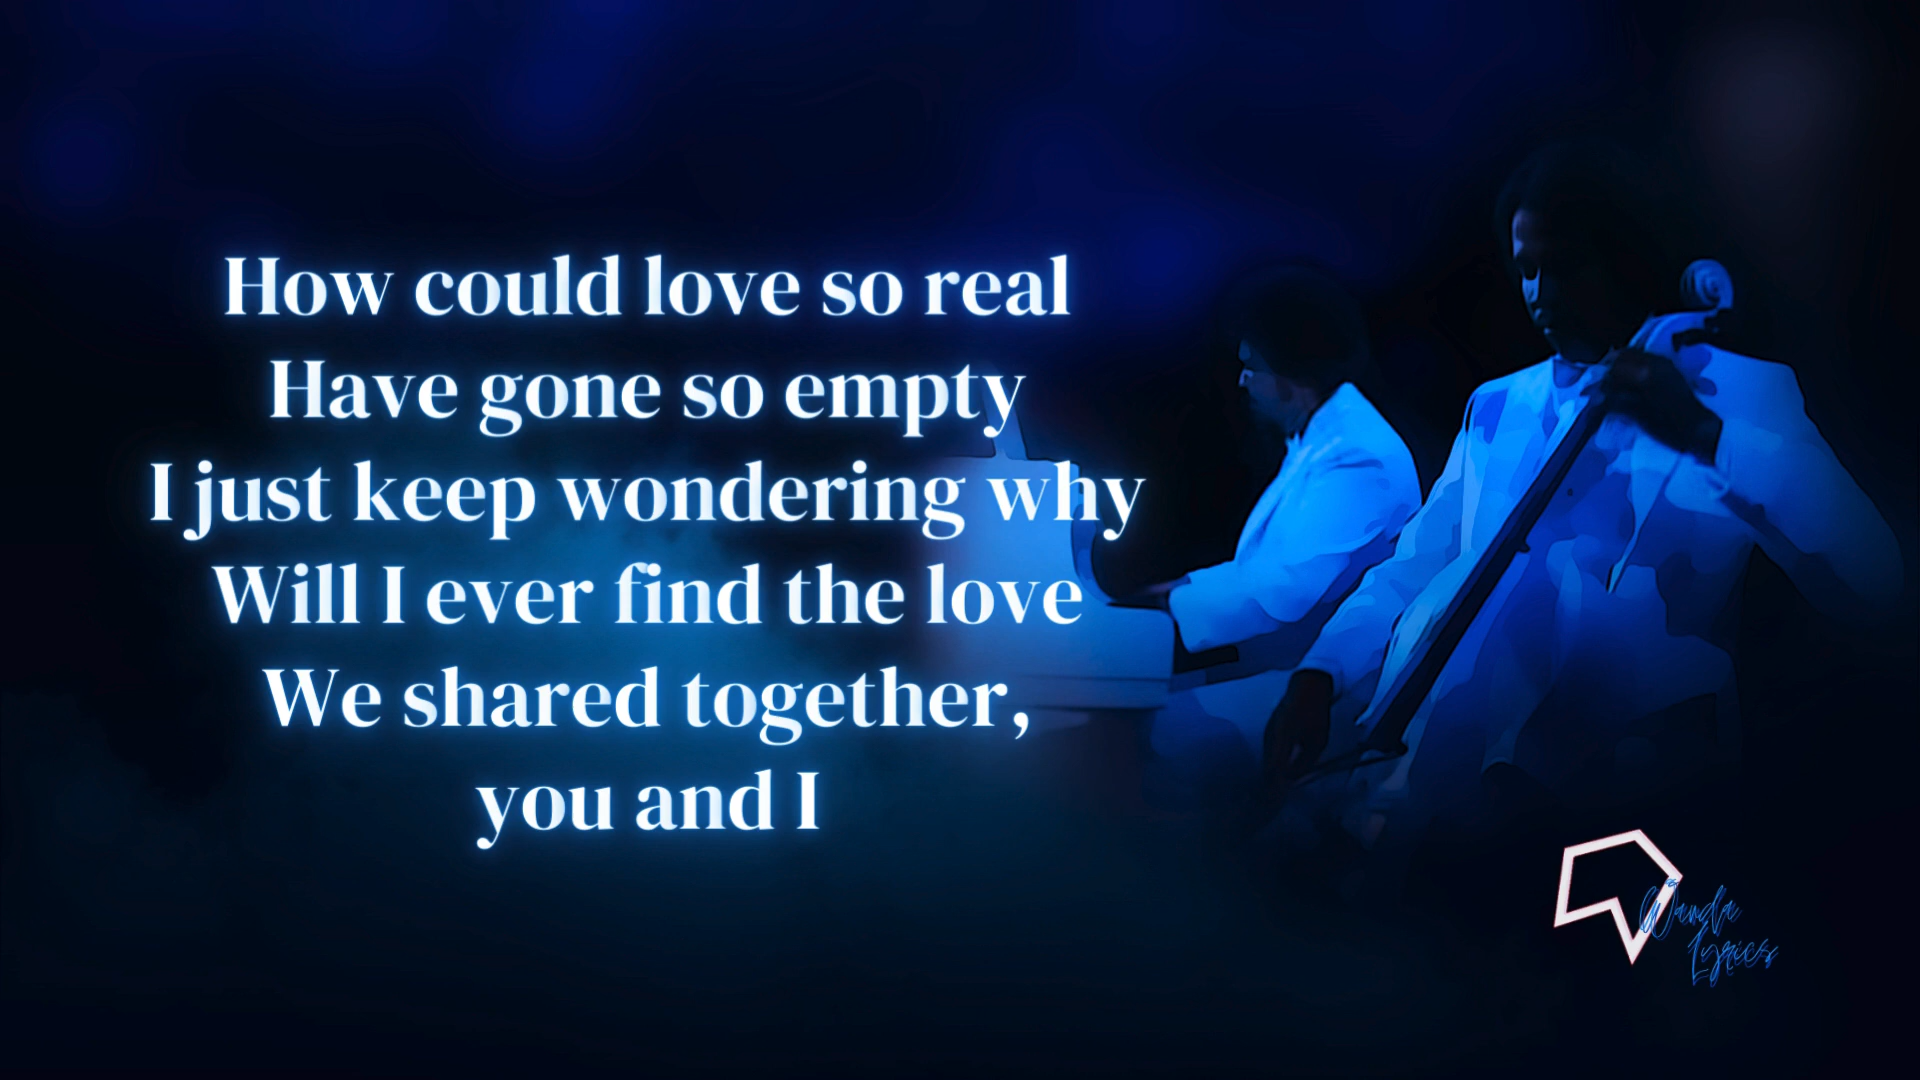 How could love so real
Have gone so empty
I just keep wondering why
Will I ever find the love
We shared together,
you and I
Wanda
Lyrics